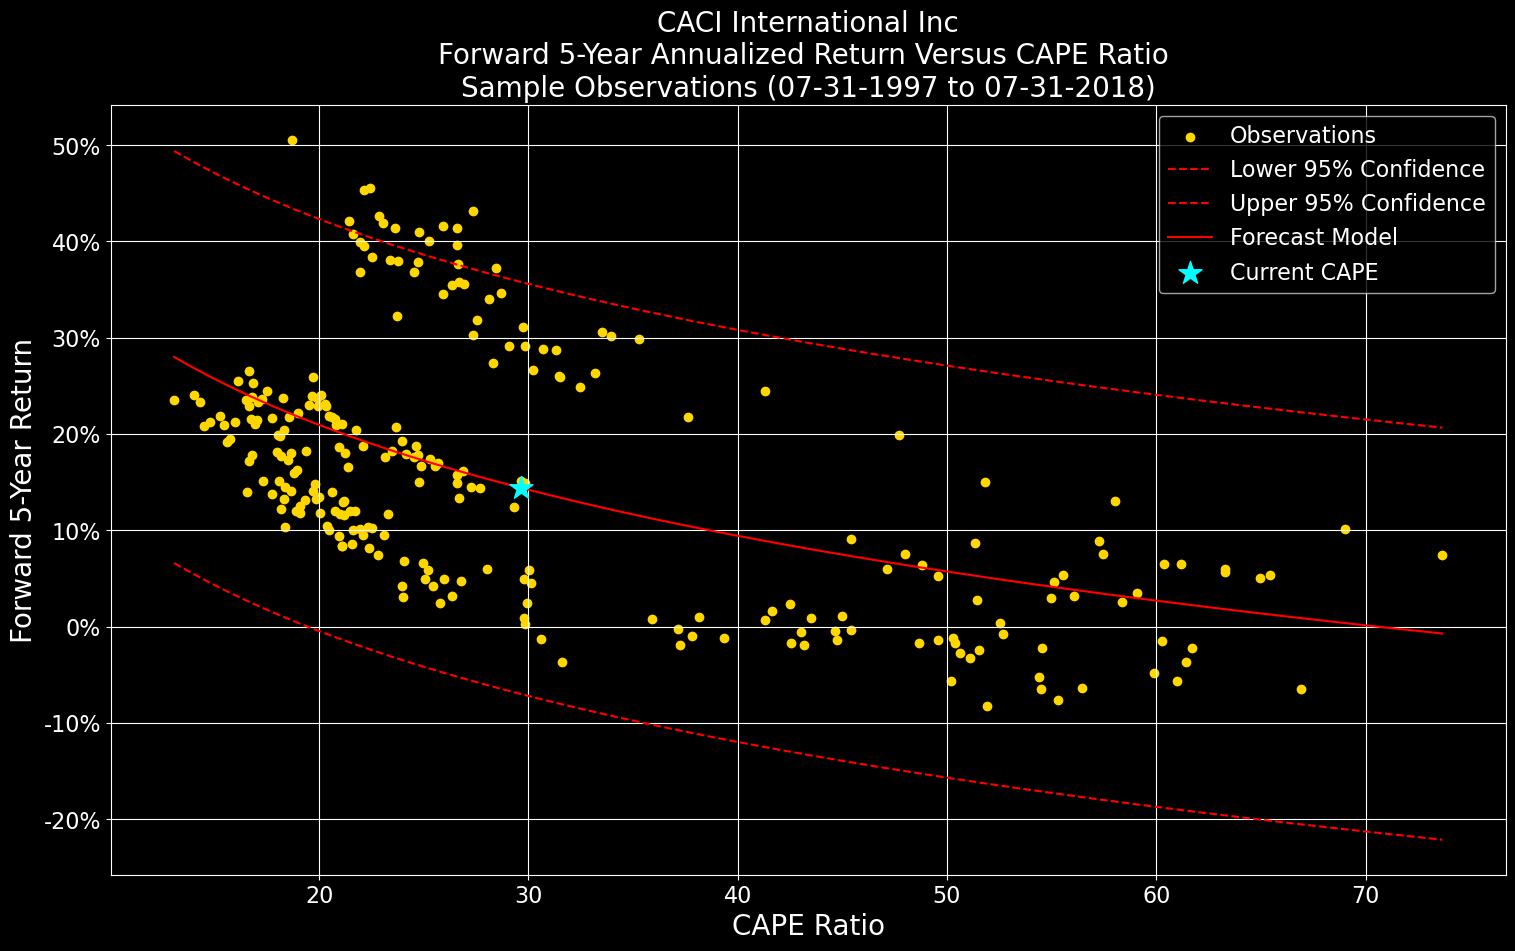 CACI International Inc
Forward 5-Year Annualized Return Versus CAPE Ratio
Sample Observations (07-31-1997 to 07-31-2018)
Observations
Lower 95% Confidence
Upper 95% Confidence
Forecast Model
Current CAPE
Forward 5-Year Return
50%
40%
30%
20%
10%
0%
-10%
-20%
20 30 40 50 60 70
CAPE Ratio